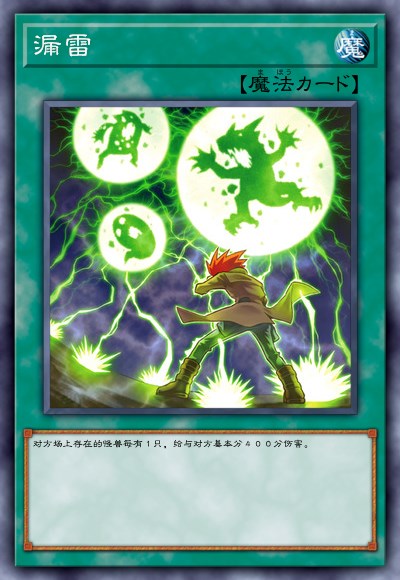 漏雷
魔
【魔法カード】
ま ほう
对方场上存在的怪兽每有１只，给与对方基本分４００分伤害。